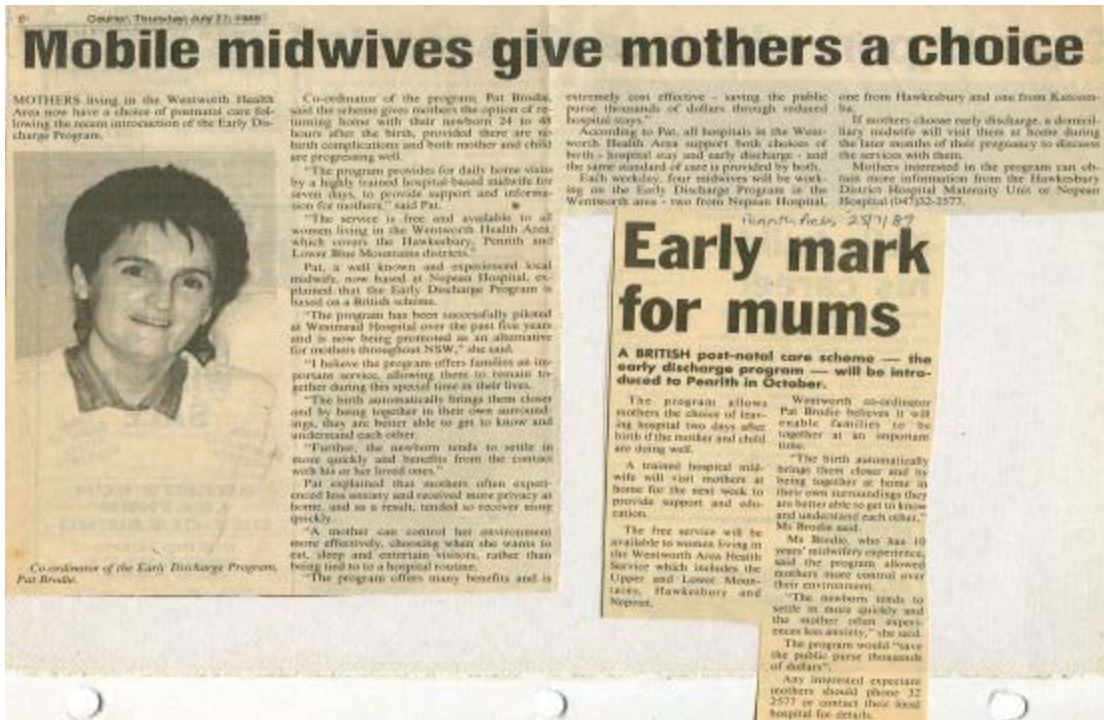 6- Courier, Thursday, July 27, 1989
Mobile midwives give mothers a choice
MOTHERS living in the Wentworth Health
Area now have a choice of postnatal care fol-
lowing the recent introduction of the Early Dis-
charge Program.
Co-ordinator of the Early Discharge Program,
Pat Brodie.
Co-ordinator of the program, Pat Brodie,
said the scheme gives mothers the option of re-
turning home with their newborn 24 to 48
hours after the birth, provided there are no
birth complications and both mother and child
are progressing well.
"The program provides for daily home visits
by a highly trained hospital-based midwife for
seven days, to provide support and informa-
tion for mothers," said Pat.
"The service is free and available to all
women living in the Wentworth Health Area,
which covers the Hawkesbury, Penrith and
Lower Blue Mountains districts."
Pat, a well known and experienced local
midwife, now based at Nepean Hospital, ex-
plained that the Early Discharge Program is
based on a British scheme.
"The program has been successfully piloted
at Westmead Hospital over the past five years
and is now being promoted as an alternative
for mothers throughout NSW," she said.
"I believe the program offers families an im-
portant service, allowing them to remain to-
gether during this special time in their lives.
"The birth automatically brings them closer
and by being together in their own surround-
ings, they are better able to get to know and
understand each other.
"Further, the newborn tends to settle in
more quickly and benefits from the contact
with his or her loved ones."
Pat explained that mothers often experi-
enced less anxiety and received more privacy at
home, and as a result, tended to recover more
quickly.
"A mother can control her environment
more effectively, choosing when she wants to
eat, sleep and entertain visitors, rather than
being tied to to a hospital routine.
"The program offers many benefits and is
extremely cost effective - saving the public
purse thousands of dollars through reduced
hospital stays."
According to Pat, all hospitals in the Went-
worth Health Area support both choices of
birth - hospital stay and early discharge - and
the same standard of care is provided by both.
Each weekday, four midwives will be work-
ing on the Early Discharge Program in the
Wentworth area - two from Nepean Hospital,
one from Hawkesbury and one from Katoom-
ba.
If mothers choose early discharge, a domicil-
iary midwife will visit them at home during
the later months of their pregnancy to discuss
the services with them.
Mothers interested in the program can ob-
tain more information from the Hawkesbury
District Hospital Maternity Unit or Nepean
Hospital (047)32-2577.
Penrith Press 25/7/89
Early mark
for mums
A BRITISH post-natal care scheme — the
early discharge program — will be intro-
duced to Penrith in October.
The program allows
mothers the choice of leav-
ing hospital two days after
birth if the mother and child
are doing well.
A trained hospital mid-
wife will visit mothers at
home for the next week to
provide support and edu-
cation.
The free service will be
available to women living in
the Wentworth Area Health
Service which includes the
Upper and Lower Moun-
tains, Hawkesbury and
Nepean.
Wentworth co-ordinator
Pat Brodie believes it will
enable families to be
together at an important
time.
"The birth automatically
brings them closer and by
being together at home in
their own surroundings they
are better able to get to know
and understand each other,"
Ms Brodie said.
Ms Brodie, who has 10
years' midwifery experience,
said the program allowed
mothers more control over
their environment.
"The newborn tends to
settle in more quickly and
the mother often experi-
ences less anxiety," she said.
The program would "save
the public purse thousands
of dollars".
Any interested expectant
mothers should phone 32
2577 or contact their local
hospital for details.